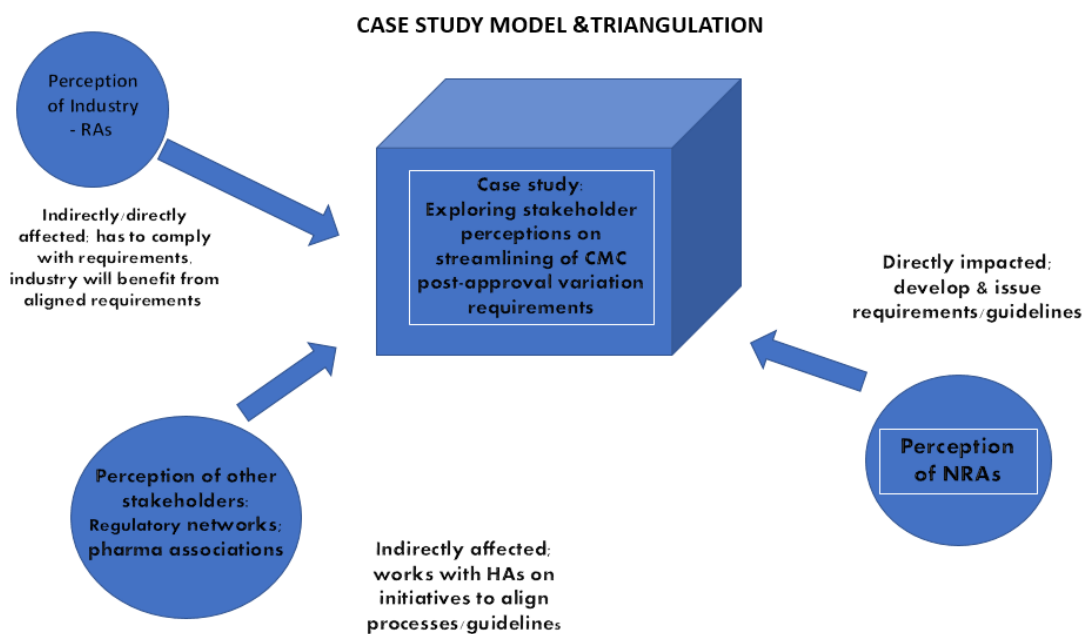 CASE STUDY MODEL &TRIANGULATION
Perception
of Industry
- RAs
Indirectly/directly
affected; has to comply
with requirements,
industry will benefit from
aligned requirements
Case study:
Exploring stakeholder
perceptions on
streamlining of CMC
post-approval variation
requirements
Directly impacted;
develop & issue
requirements/guidelines
Perception of other
stakeholders:
Regulatory networks;
pharma associations
Perception
of NRAs
Indirectly affected;
works with HAs on
initiatives to align
processes/guidelines